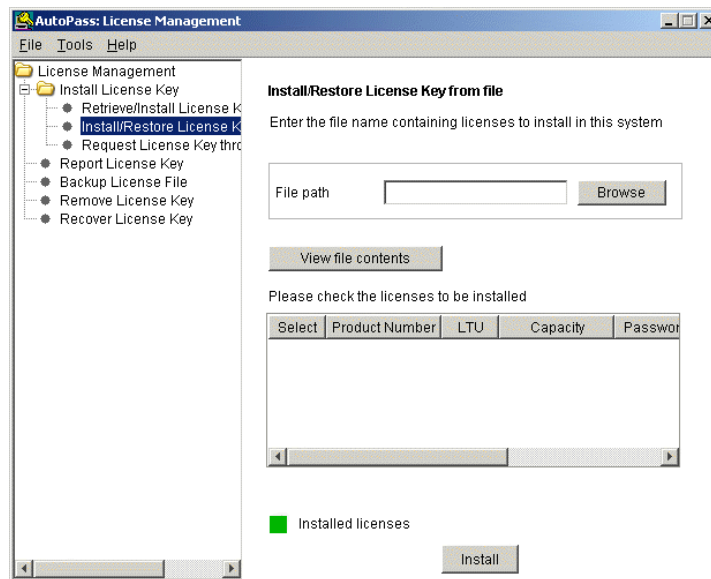 AutoPass: License Management
File Tools Help
License Management
Install License Key
Retrieve/Install License K
Install/Restore License K
Request License Key thro
Report License Key
Backup License File
Remove License Key
Recover License Key
Install/Restore License Key from file
Enter the file name containing licenses to install in this system
File path
Browse
View file contents
Please check the licenses to be installed
Select Product Number LTU Capacity Passwor
Installed licenses
Install